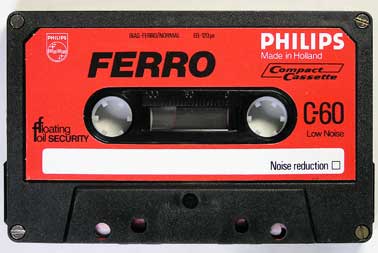 PHILIPS
BIAS-FERRO/NORMAL EQ-120µs
PHILIPS
Made in Holland
FERRO
Compact
Cassette
C-60
Low Noise
floating
foil SECURITY
Noise reduction